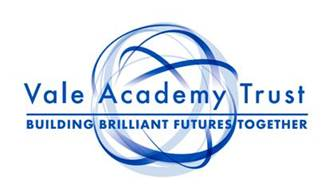 Vale Academy Trust
BUILDING BRILLIANT FUTURES TOGETHER